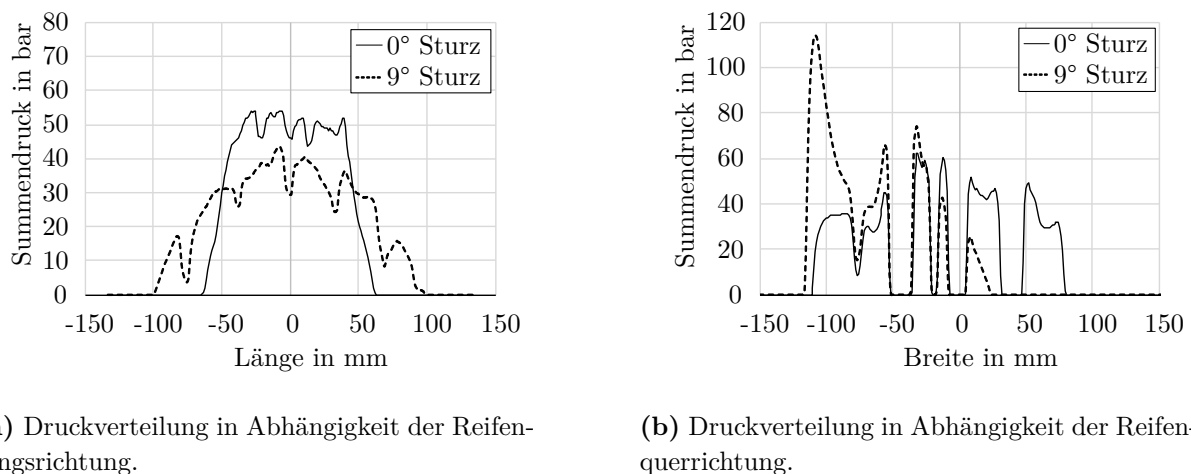 80
70
60
50
40
30
20
10
0
Summendruck in bar
0° Sturz
9° Sturz
-150 -100 -50 0 50 100 150
Länge in mm
120
100
80
60
40
20
0
Summendruck in bar
0° Sturz
9° Sturz
-150 -100 -50 0 50 100 150
Breite in mm
) Druckverteilung in Abhängigkeit der Reifen-
ngsrichtung.
(b) Druckverteilung in Abhängigkeit der Reifen-
querrichtung.